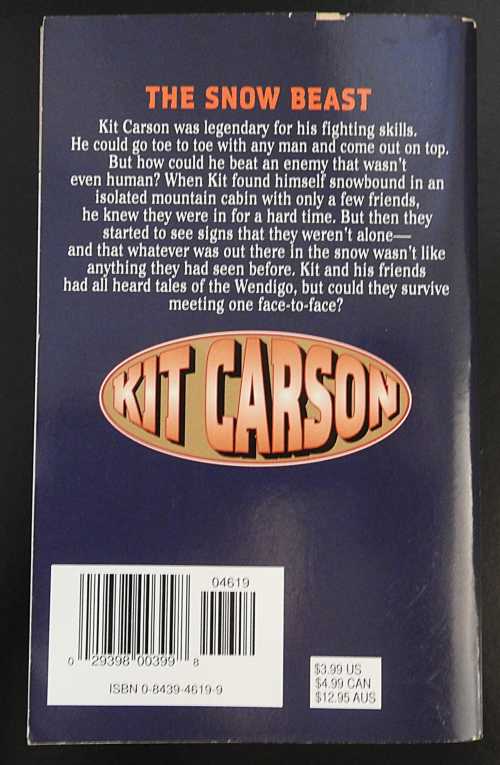 THE SNOW BEAST
Kit Carson was legendary for his fighting skills.
He could go toe to toe with any man and come out on top.
But how could he beat an enemy that wasn't
even human? When Kit found himself snowbound in an
isolated mountain cabin with only a few friends,
he knew they were in for a hard time. But then they
started to see signs that they weren't alone—
and that whatever was out there in the snow wasn't like
anything they had seen before. Kit and his friends
had all heard tales of the Wendigo, but could they survive
meeting one face-to-face?
KIT CARSON
04619
0 29398 00399 8
ISBN 0-8439-4619-9
$3.99 US
$4.99 CAN
$12.95 AUS